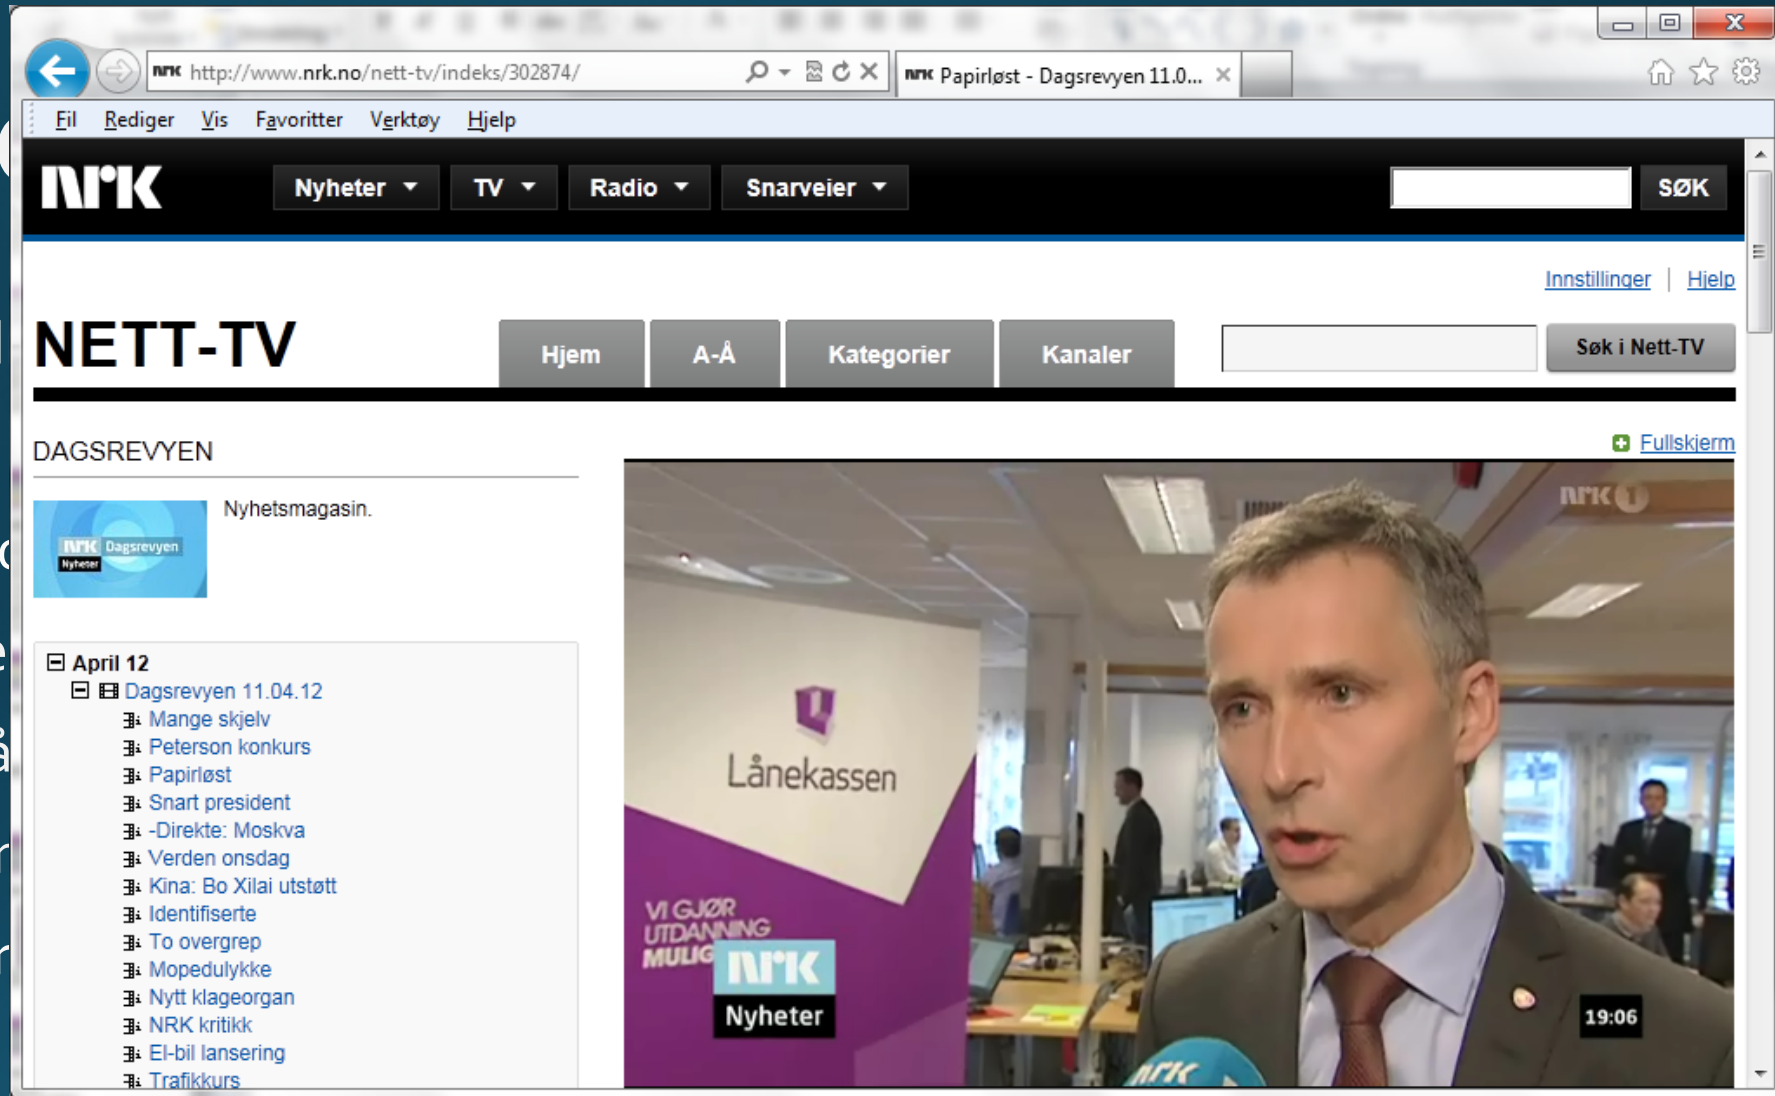 nrk http://www.nrk.no/nett-tv/indeks/302874/
nrk Papirløst - Dagsrevyen 11.0...
Fil Rediger Vis Favoritter Verktøy Hjelp
nrk Nyheter TV Radio Snarveier SØK
Innstillinger | Hjelp
NETT-TV Hjem A-Å Kategorier Kanaler Søk i Nett-TV
DAGSREVYEN
Fullskjerm
Nyhetsmagasin.
nrk Dagsrevyen
Nyheter
April 12
Dagsrevyen 11.04.12
Mange skjelv
Peterson konkurs
Papirløst
Snart president
-Direkte: Moskva
Verden onsdag
Kina: Bo Xilai utstøtt
Identifiserte
To overgrep
Mopedulykke
Nytt klageorgan
NRK kritikk
El-bil lansering
Trafikkurs
nrk 1
Lånekassen
VI GJØR
UTDANNING
MULIG
nrk
Nyheter
19:06
nrk